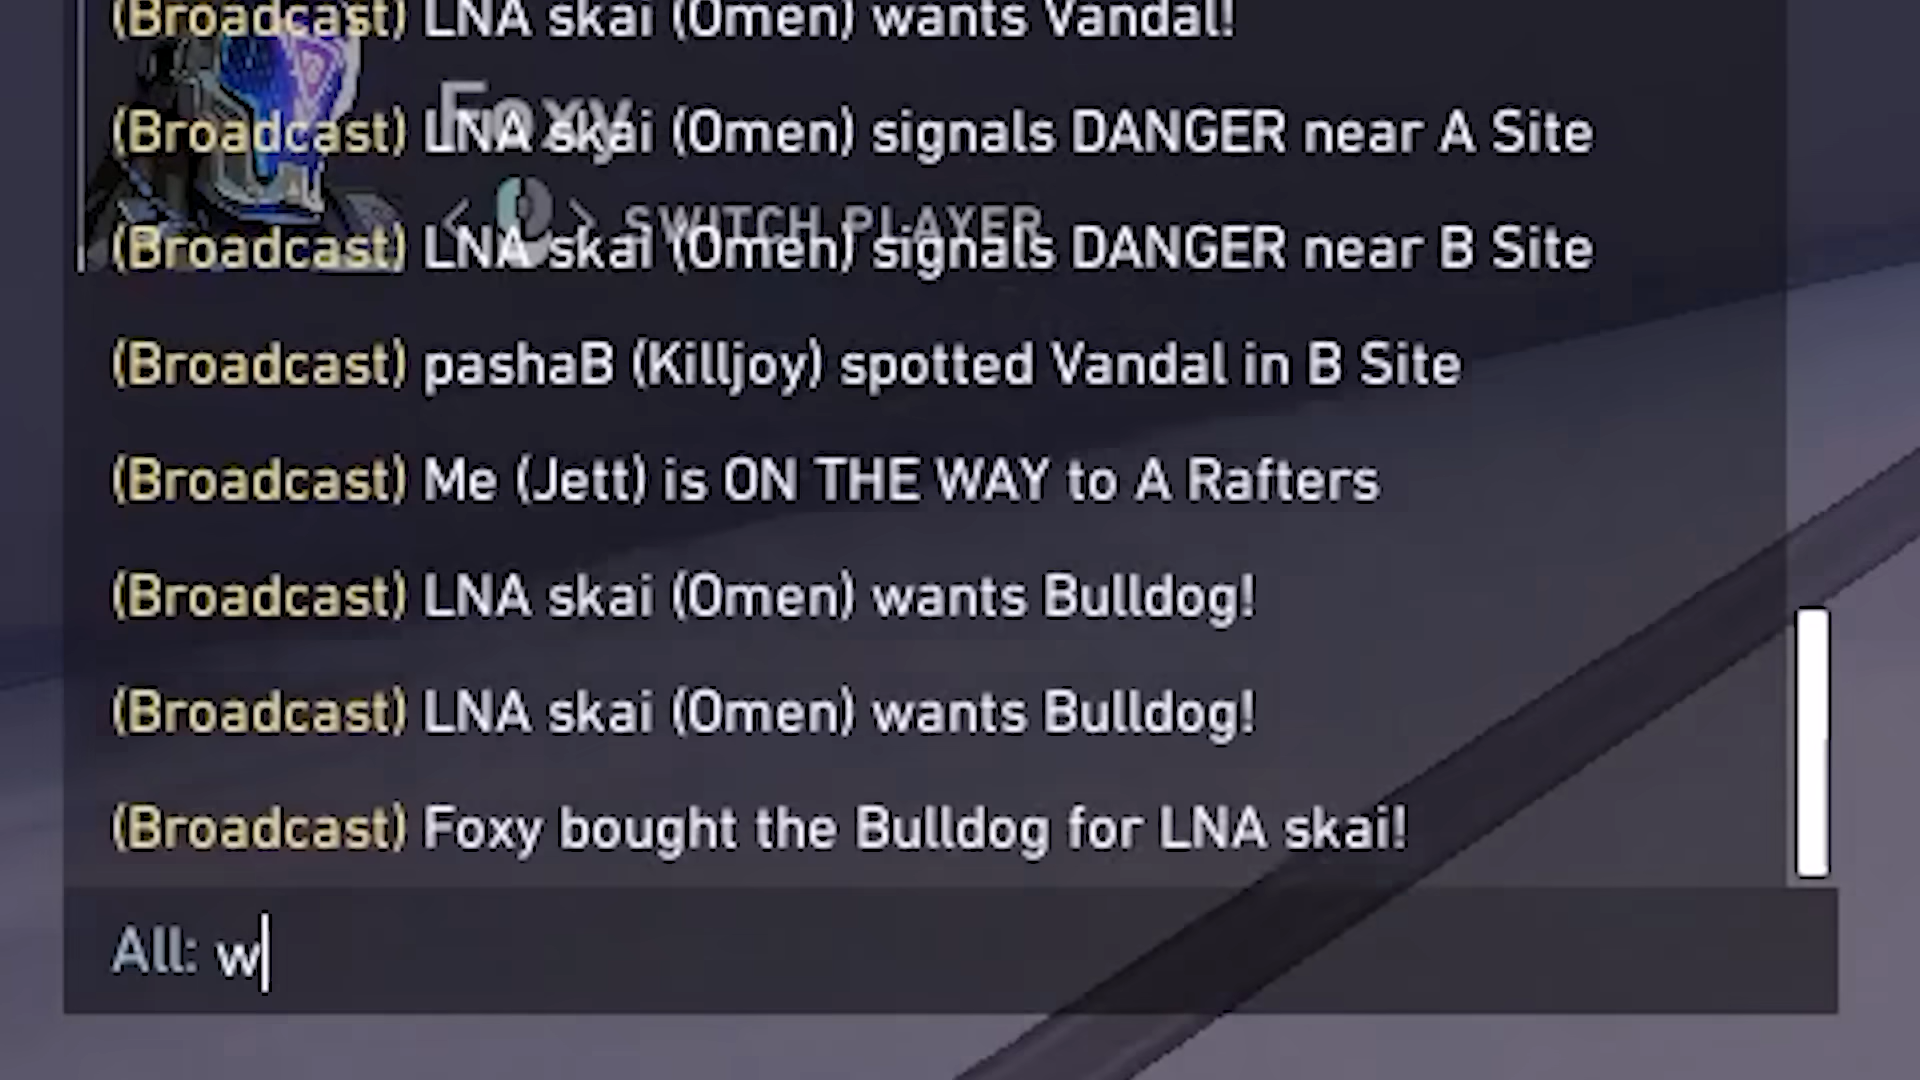 (Broadcast) LNA skai (Omen) wants Vandal!
Foxy
(Broadcast) LNA skai (Omen) signals DANGER near A Site
< > SWITCH PLAYER
(Broadcast) LNA skai (Omen) signals DANGER near B Site
(Broadcast) pashaB (Killjoy) spotted Vandal in B Site
(Broadcast) Me (Jett) is ON THE WAY to A Rafters
(Broadcast) LNA skai (Omen) wants Bulldog!
(Broadcast) LNA skai (Omen) wants Bulldog!
(Broadcast) Foxy bought the Bulldog for LNA skai!
All: w